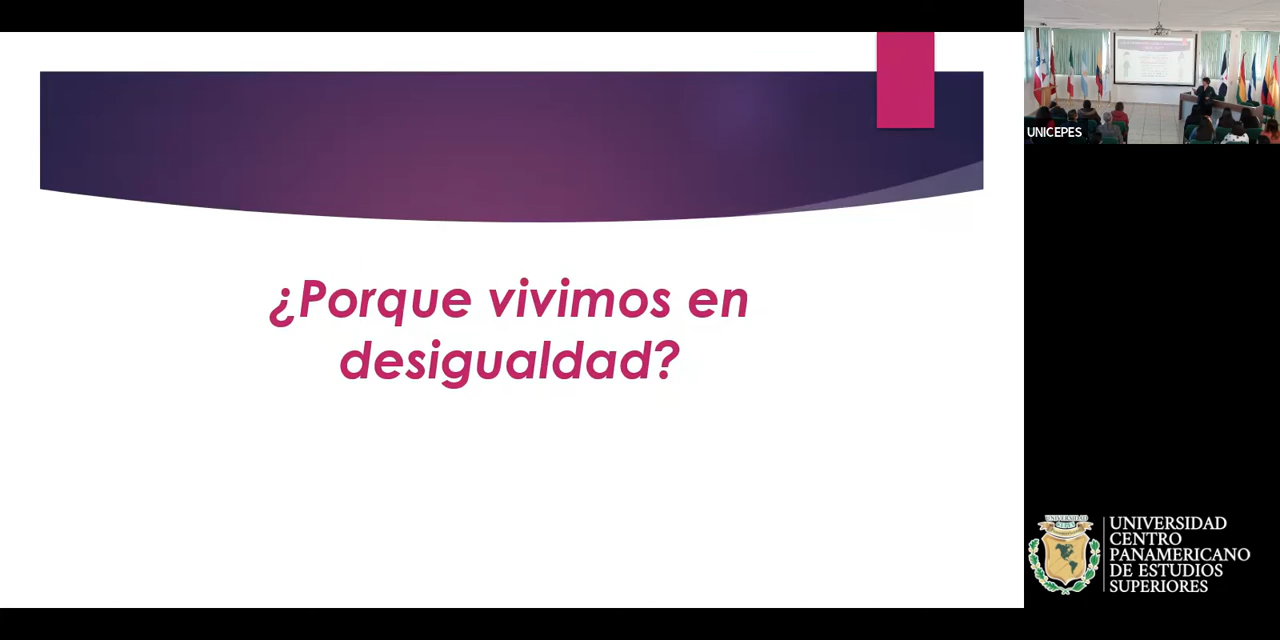 ¿Porque vivimos en
desigualdad?
UNICEPES
UNIVERSIDAD
CENTRO
PANAMERICANO
DE ESTUDIOS
SUPERIORES